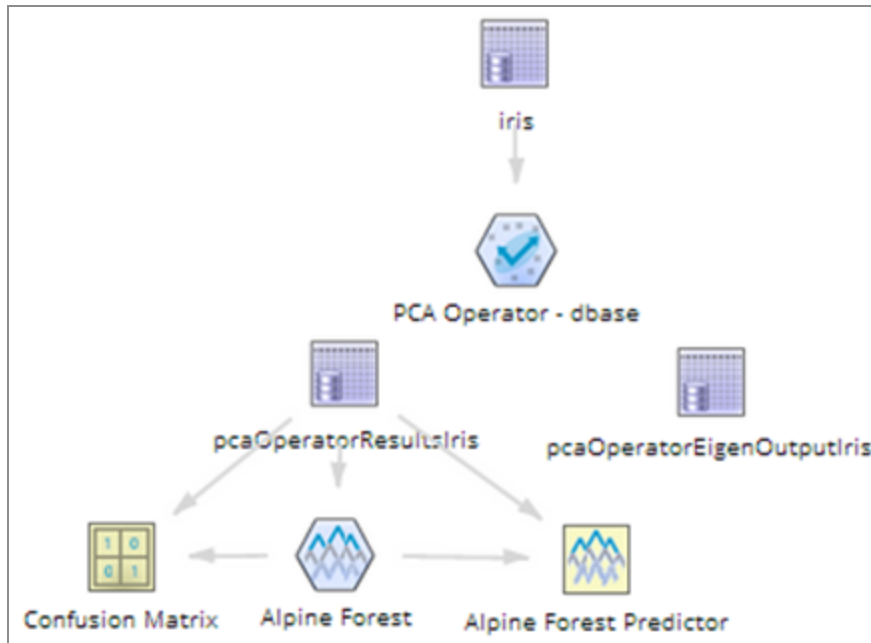 iris
PCA Operator - dbase
pcaOperatorResultsIris
pcaOperatorEigenOutputIris
1 0
0 1
Confusion Matrix
Alpine Forest
Alpine Forest Predictor